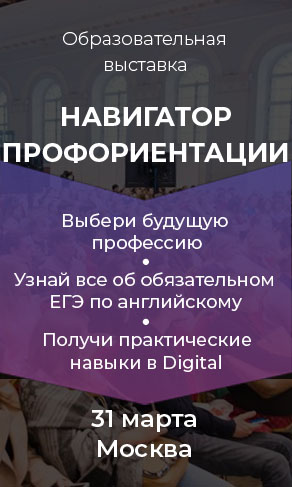 Образовательная
выставка
НАВИГАТОР
ПРОФОРИЕНТАЦИИ
Выбери будущую
профессию
•
Узнай все об обязательном
ЕГЭ по английскому
•
Получи практические
навыки в Digital
31 марта
Москва